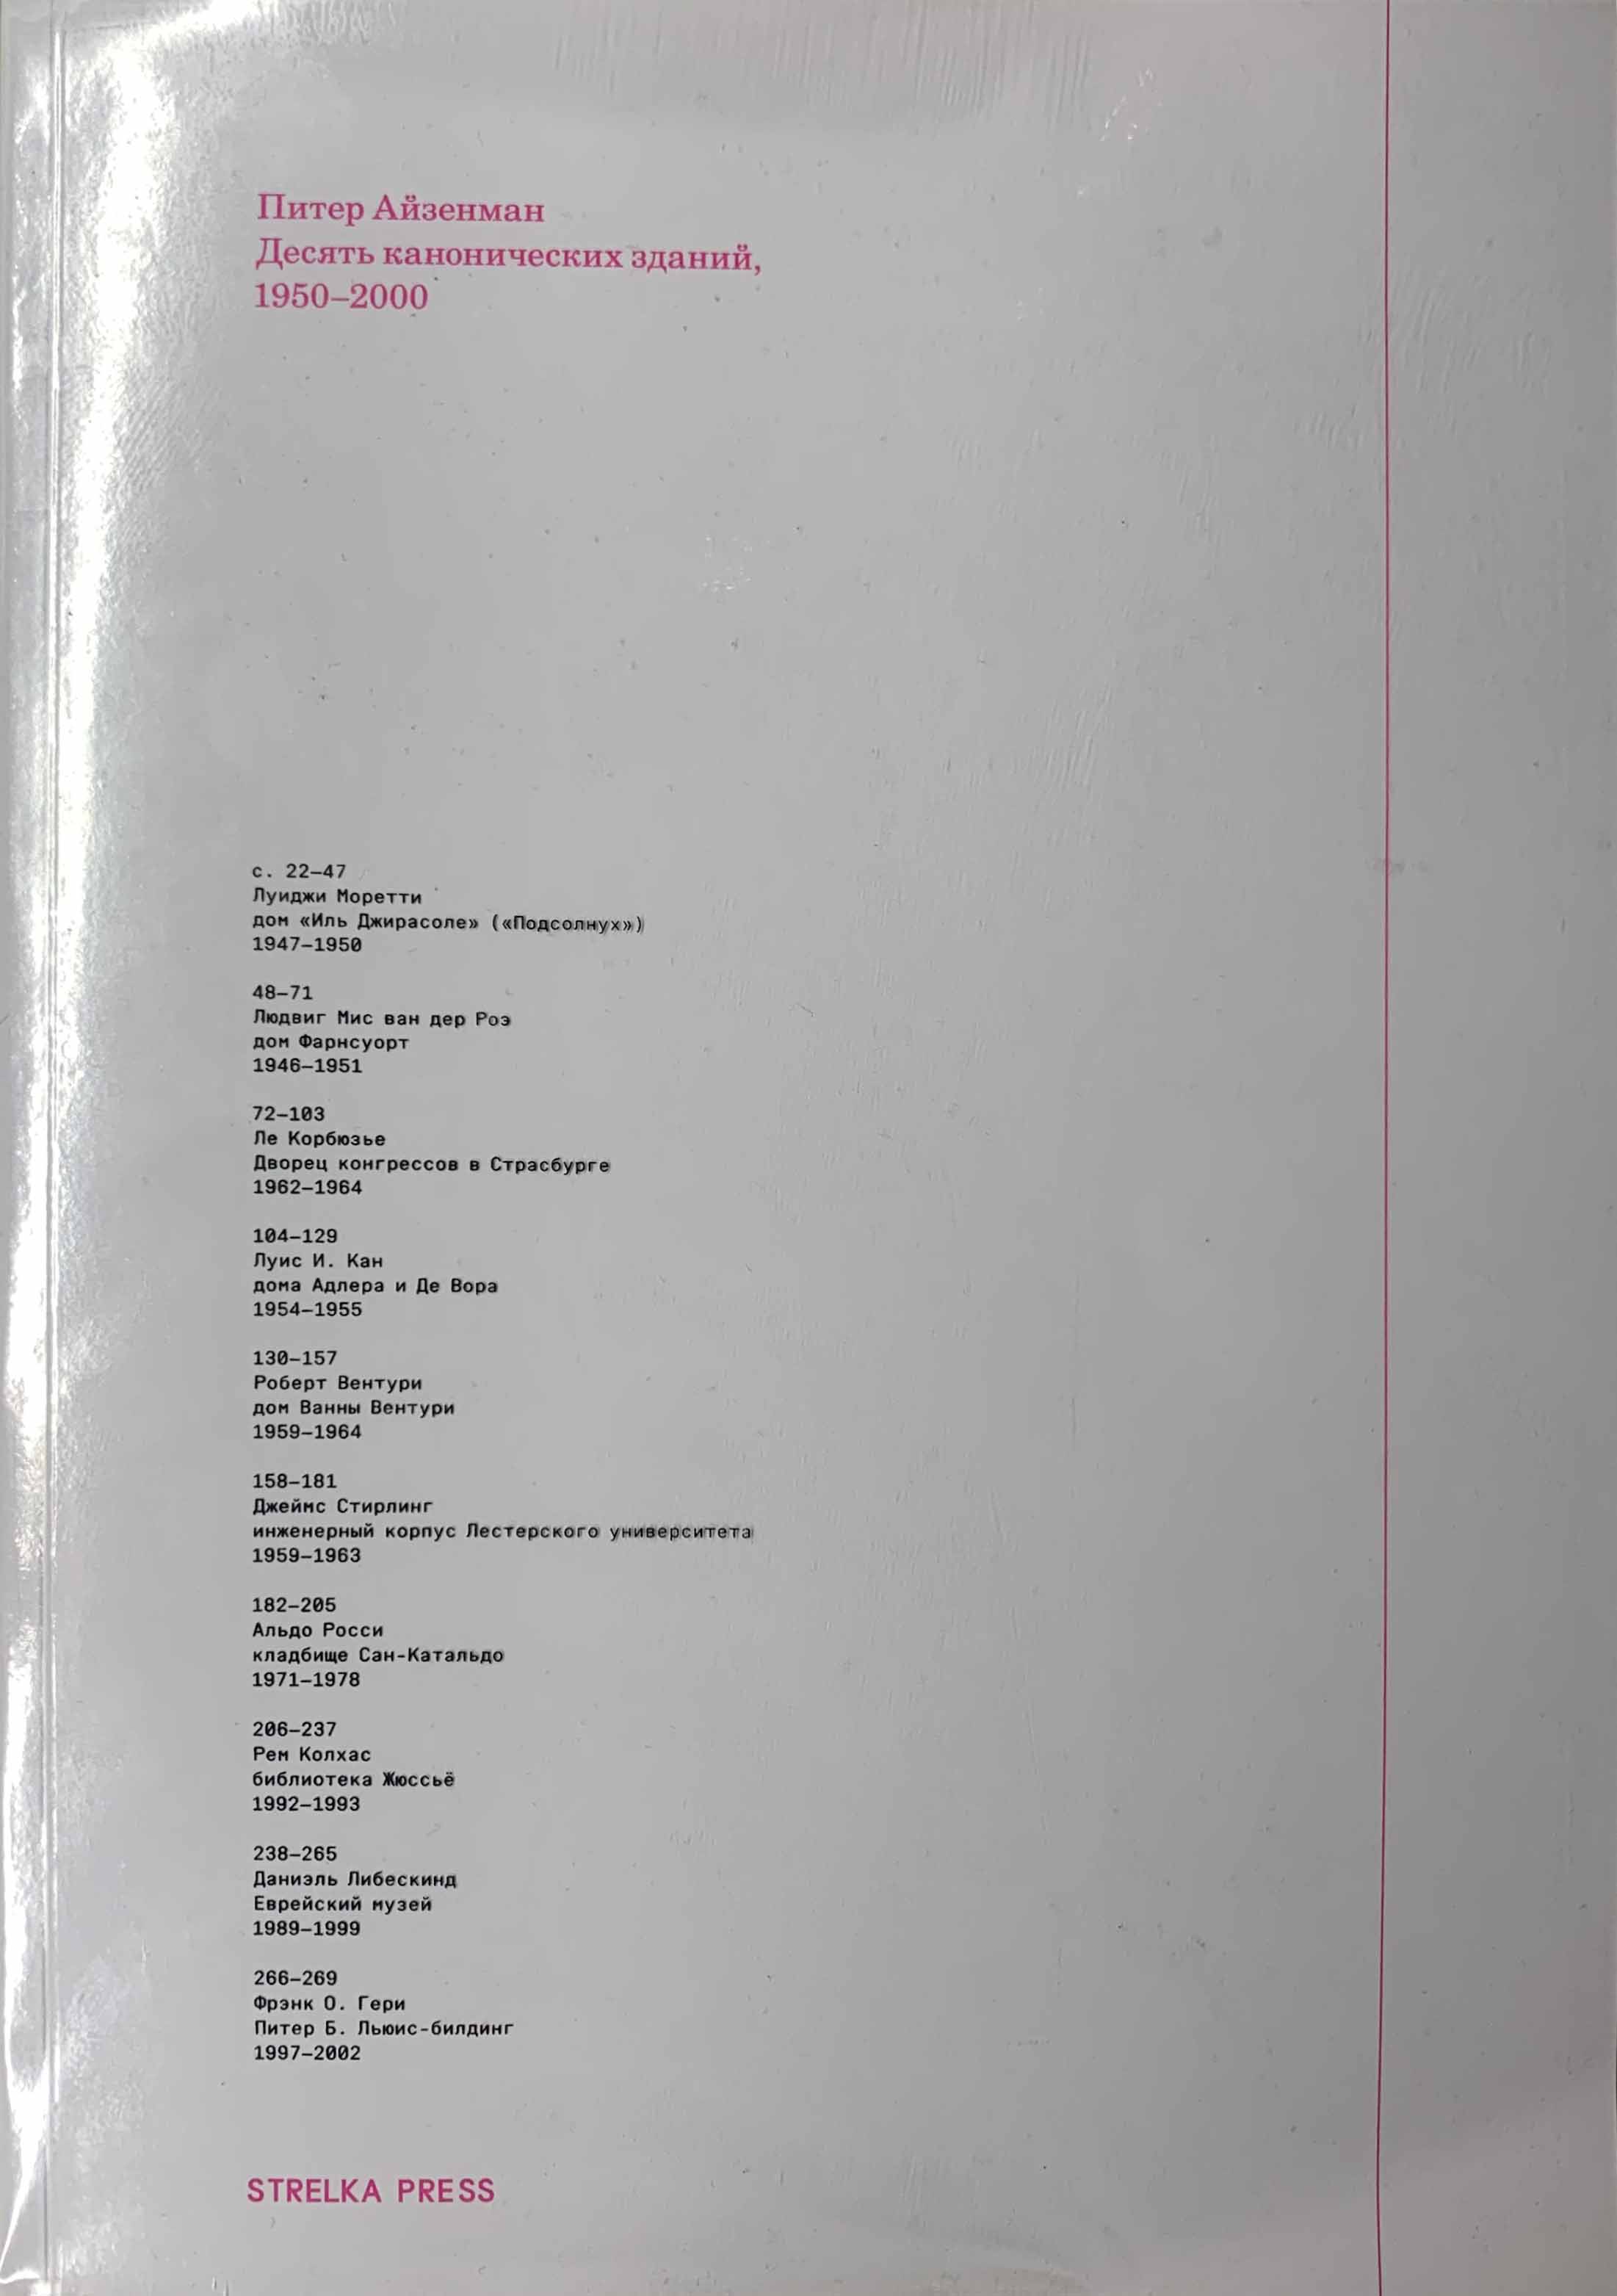 Питер Айзенман
Десять канонических зданий,
1950–2000
с. 22–47
Луиджи Моретти
дом «Иль Джирасоле» («Подсолнух»)
1947–1950
48–71
Людвиг Мис ван дер Роэ
дом Фарнсуорт
1946–1951
72–103
Ле Корбюзье
Дворец конгрессов в Страсбурге
1962–1964
104–129
Луис И. Кан
дома Адлера и Де Вора
1954–1955
130–157
Роберт Вентури
дом Ванны Вентури
1959–1964
158–181
Джеймс Стирлинг
инженерный корпус Лестерского университета
1959–1963
182–205
Альдо Росси
кладбище Сан-Катальдо
1971–1978
206–237
Рем Колхас
библиотека Жюссьё
1992–1993
238–265
Даниэль Либескинд
Еврейский музей
1989–1999
266–269
Фрэнк О. Гери
Питер Б. Льюис-билдинг
1997–2002
STRELKA PRESS